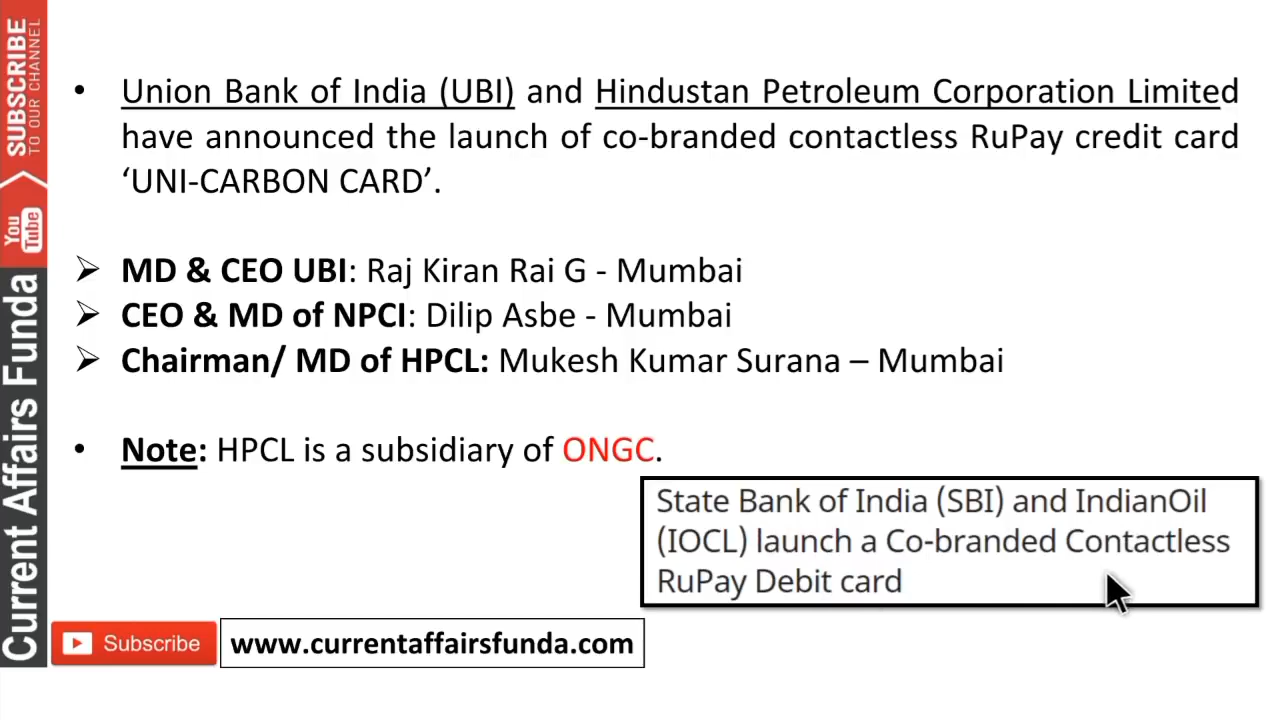 SUBSCRIBE
TO OUR CHANNEL
You
Tube
Current Affairs Funda
• Union Bank of India (UBI) and Hindustan Petroleum Corporation Limited
have announced the launch of co-branded contactless RuPay credit card
‘UNI-CARBON CARD’.
➢ MD & CEO UBI: Raj Kiran Rai G - Mumbai
➢ CEO & MD of NPCI: Dilip Asbe - Mumbai
➢ Chairman/ MD of HPCL: Mukesh Kumar Surana – Mumbai
• Note: HPCL is a subsidiary of ONGC.
State Bank of India (SBI) and IndianOil
(IOCL) launch a Co-branded Contactless
RuPay Debit card
Subscribe
www.currentaffairsfunda.com